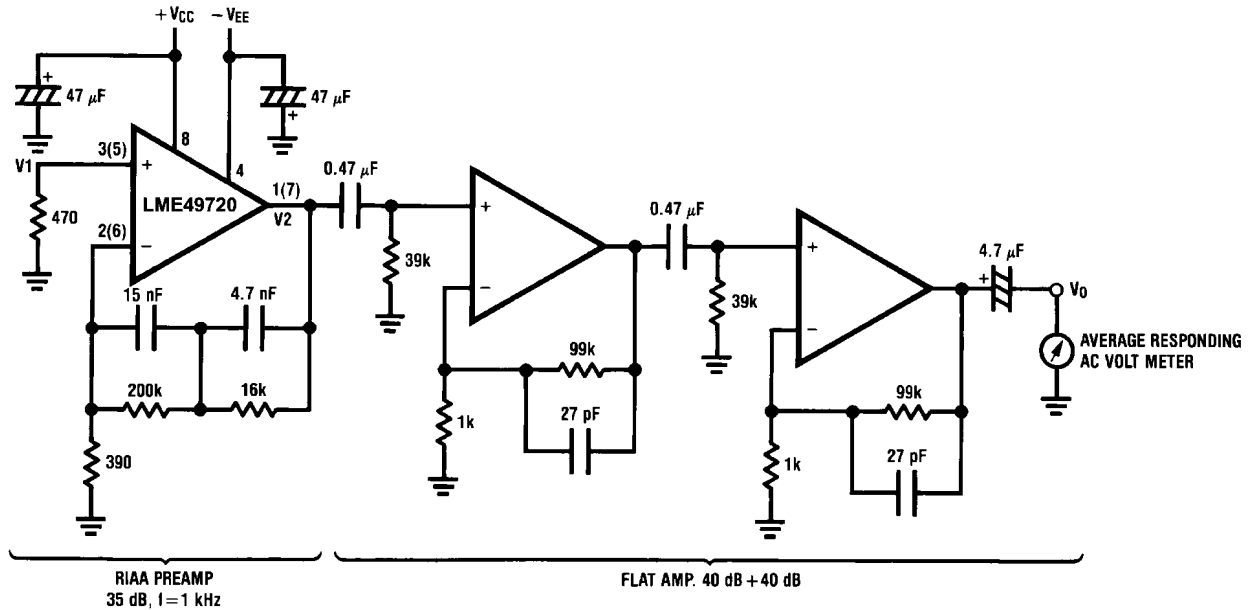 +VCC
−VEE
+
47 µF
47 µF
+
8
3(5)
V1
+
4
0.47 µF
1(7)
LME49720
V2
+
0.47 µF
470
2(6)
−
39k
+
4.7 µF
+
V0
15 nF
4.7 nF
−
39k
AVERAGE RESPONDING
AC VOLT METER
99k
−
200k
16k
1k
27 pF
99k
390
1k
27 pF
RIAA PREAMP
35 dB, f=1 kHz
FLAT AMP. 40 dB +40 dB